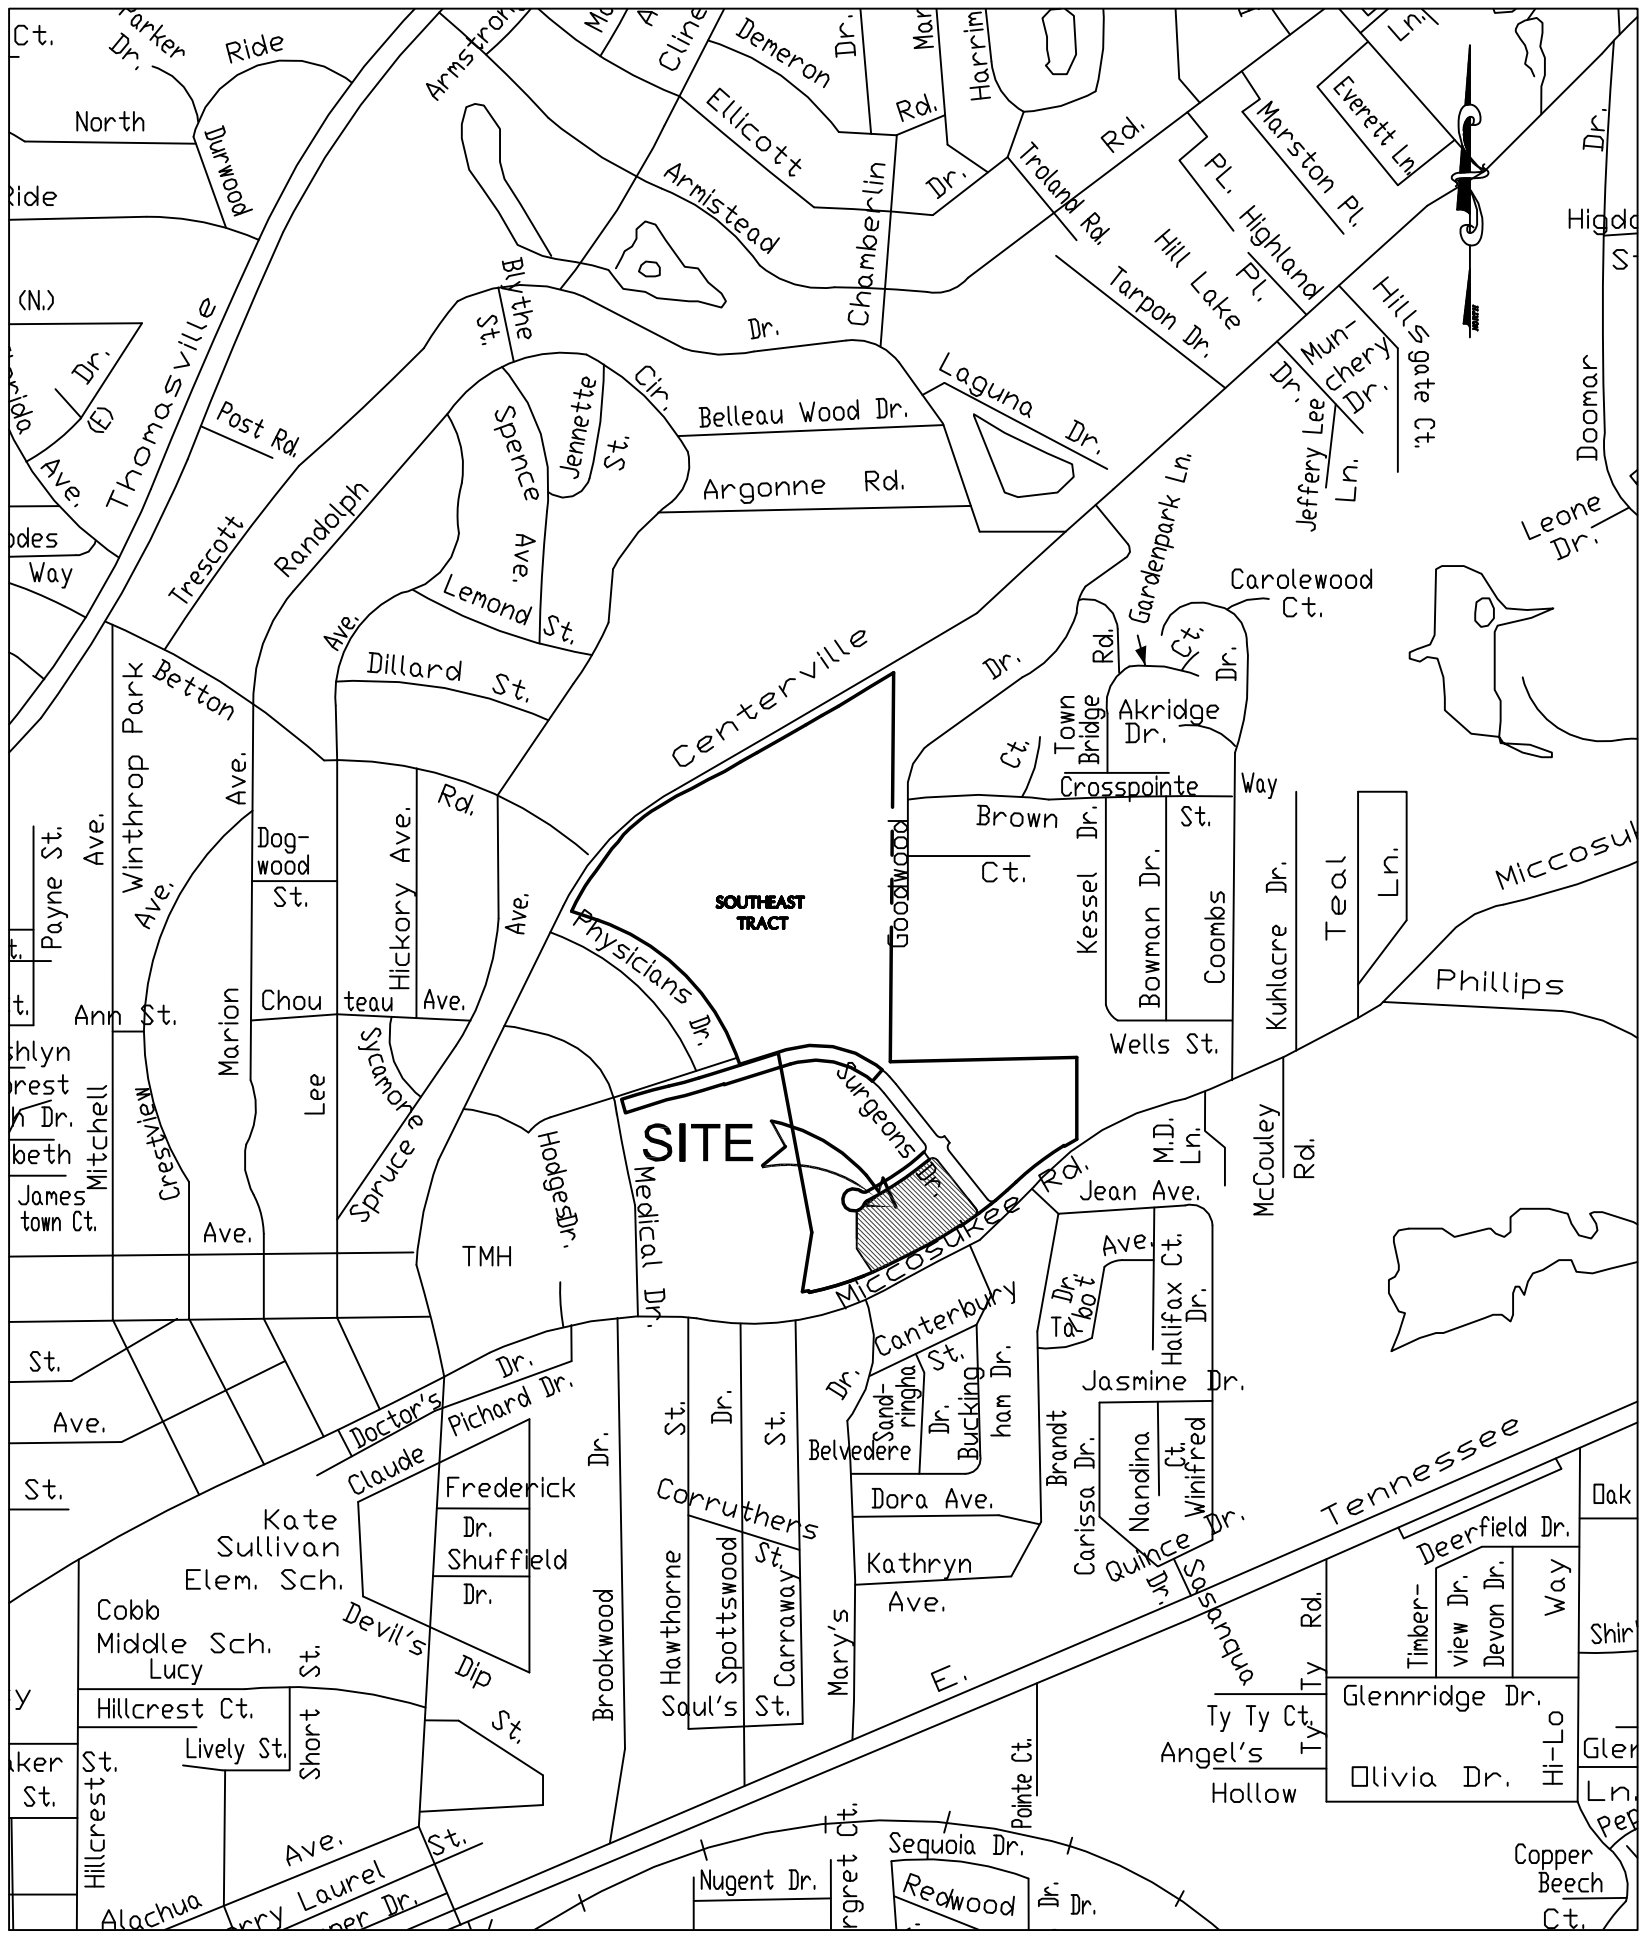 Ct.
Parker
Dr.
Ride
North
Durwood
Ride
(N.)
Dr.
(E)
Ave.
Way
Thomasville
Post Rd.
Trescott
Randolph
Ave.
Armstrong
Cline
Demeron
Dr.
Rd.
Ellicott
Dr.
Armistead
Chamberlin
Blythe
St.
Dr.
Cir.
Jennette
St.
Spence
Ave.
Belleau Wood Dr.
Argonne Rd.
Laguna
Dr.
Lemond St.
Dillard St.
Betton
Rd.
Troland Rd.
Rd.
Tarpon Dr.
Hill Lake
PL.
Highland
Pl.
Marston Pl.
Everett Ln.
Ln.
NORTH
Dr.
Doomar
Hillsgate Ct.
Mun-
chery
Dr.
Dr.
Jeffery Lee
Ln.
Leone
Dr.
Gardenpark Ln.
Carolewood
Ct.
Ct.
Dr.
Rd.
Town
Bridge
Akridge
Dr.
Ct.
Crosspointe
Way
Centerville
Dr.
Goodwood
Brown
Ct.
Kessel Dr.
Bowman Dr.
St.
Coombs
Kuhlacre Dr.
Teal
Ln.
Wells St.
Phillips
Winthrop Park
Ave.
Payne St.
Mitchell
Ave.
Crestview
Ave.
Marion
Ave.
Dog-
wood
St.
Hickory Ave.
Ave.
Chou teau Ave.
Ann St.
Lee
Sycamore
Spruce
James
town Ct.
Ave.
TMH
SOUTHEAST
TRACT
Physicians
Dr.
Surgeons
Dr.
SITE
Hodges
Dr.
Medical Dr.
Miccosukee Rd.
M.D.
Ln.
McCouley
Rd.
Jean Ave.
Ave.
Halifax Ct.
Dr.
Dr.
Canterbury
St.
Dr.
Sand-
ringha
Dr.
Bucking
ham Dr.
Belvedere
Jasmine Dr.
Brandt
Carissa Dr.
Nandina
Ct.
Winifred
Dora Ave.
Kathryn
Ave.
Quince Dr.
Sasanqua
Dr.
Tennessee
E.
St.
Ave.
St.
Doctor's
Dr.
Claude
Pichard Dr.
Frederick
Dr.
Shuffield
Dr.
Kate
Sullivan
Elem. Sch.
Cobb
Middle Sch.
Devil's
Dip
St.
Lucy
St.
Short
Hillcrest Ct.
Lively St.
St.
St.
Hillcrest
Ave.
Alachua
St.
Laurel
Dr.
Dr.
Brookwood
St.
Hawthorne
Dr.
Spottswood
St.
Carraway
Corruthers
St.
Saul's St.
Mary's
Deerfield Dr.
Oak
Timber-
view Dr.
Devon Dr.
Way
Hi-Lo
Rd.
Ty
Ty
Ty Ty Ct.
Angel's
Hollow
Glennridge Dr.
Olivia Dr.
Ln.
Copper
Beech
Ct.
Pointe Ct.
Sequoia Dr.
Nugent Dr.
Ct.
Redwood
Dr.
Dr.